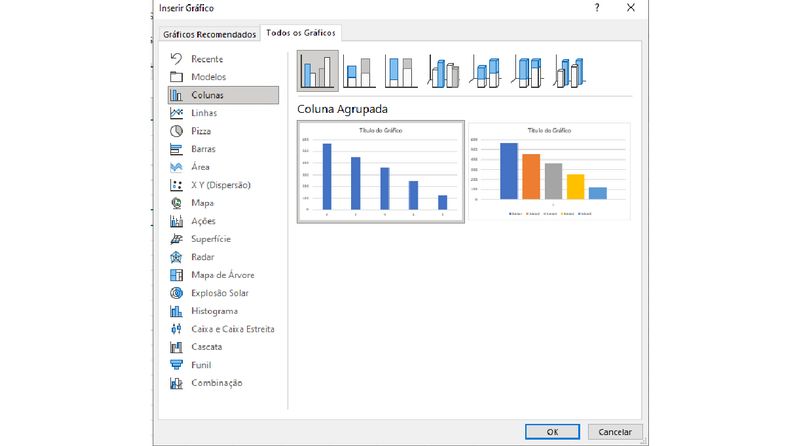 Inserir Gráfico
?
Gráficos Recomendados
Todos os Gráficos
Recente
Modelos
Colunas
Linhas
Pizza
Barras
Área
X Y (Dispersão)
Mapa
Ações
Superfície
Radar
Mapa de Árvore
Explosão Solar
Histograma
Caixa e Caixa Estreita
Cascata
Funil
Combinação
Coluna Agrupada
Título do Gráfico
Título do Gráfico
OK
Cancelar